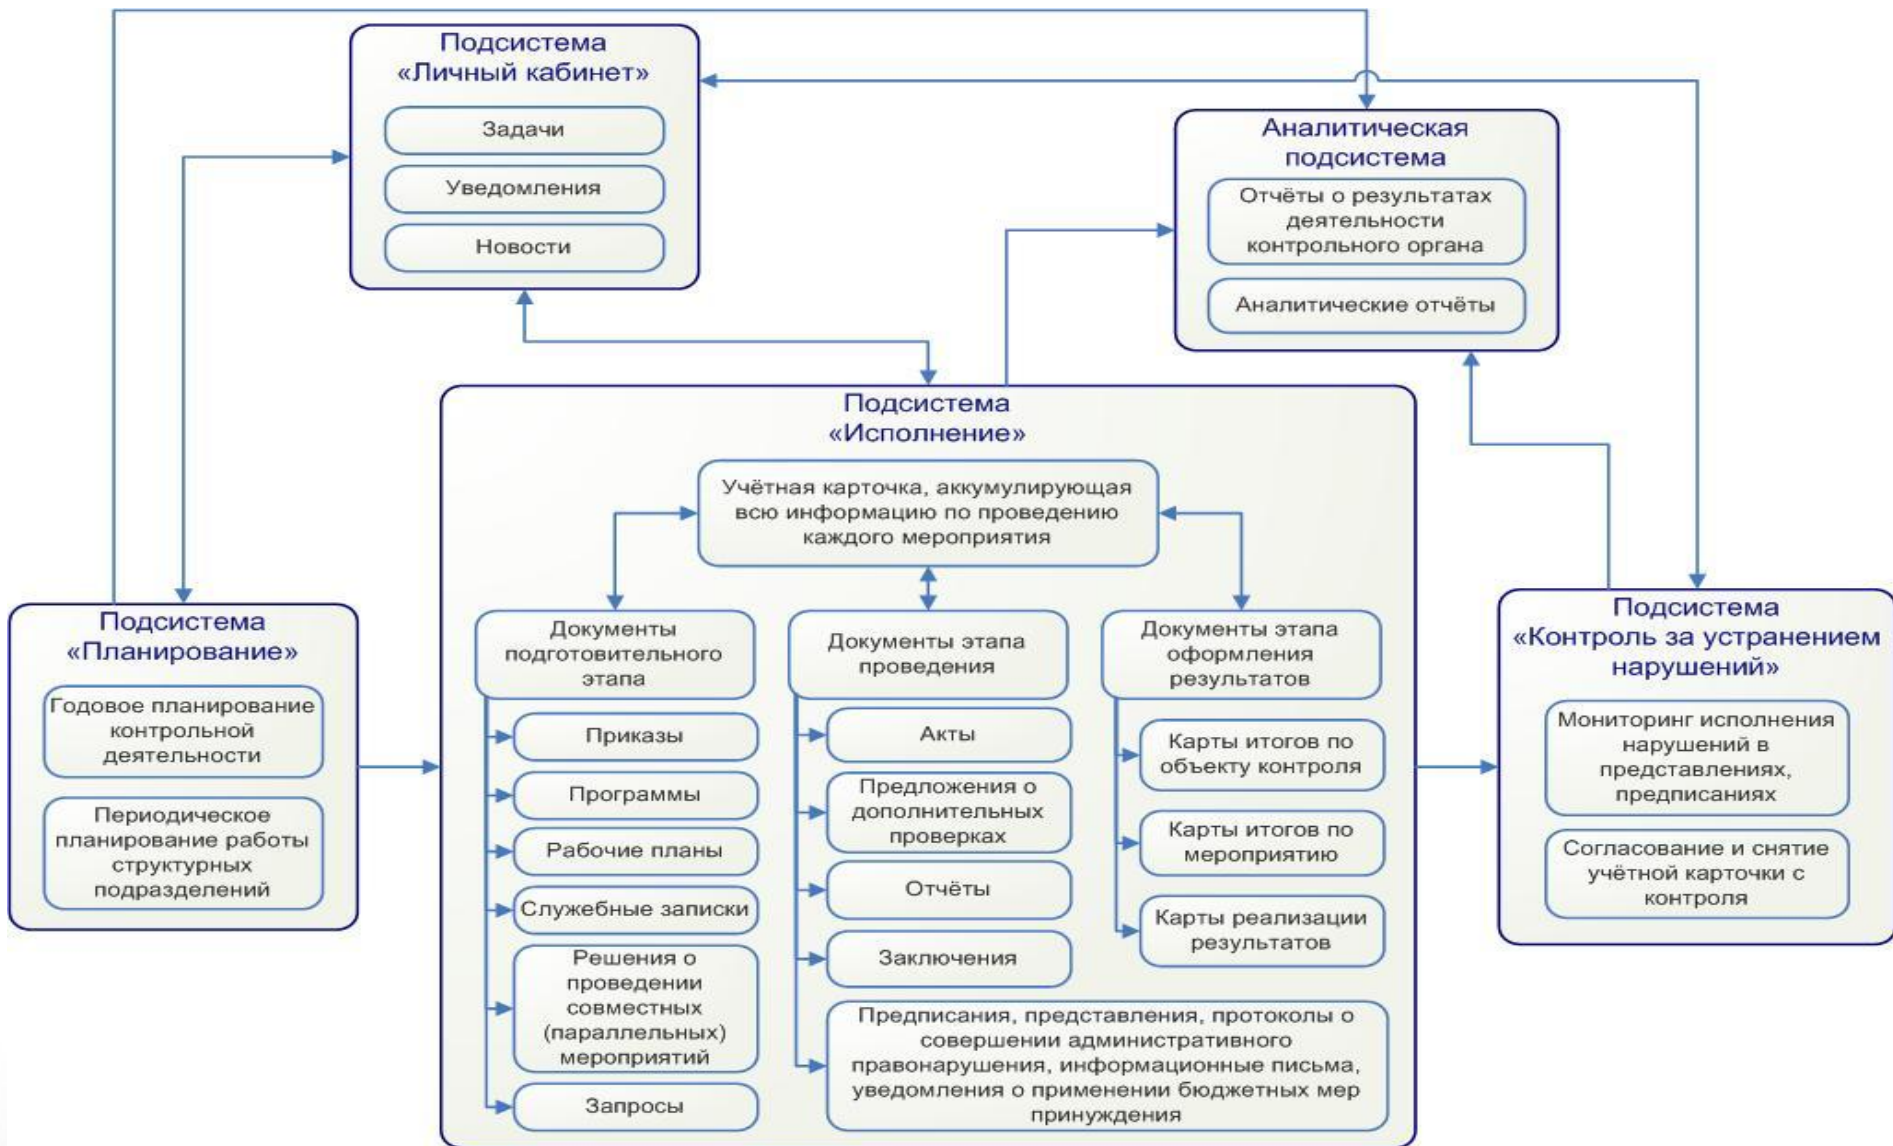 Подсистема
«Личный кабинет»
Задачи
Уведомления
Новости
Аналитическая
подсистема
Отчёты о результатах
деятельности
контрольного органа
Аналитические отчёты
Подсистема
«Исполнение»
Учётная карточка, аккумулирующая
всю информацию по проведению
каждого мероприятия
Подсистема
«Планирование»
Годовое планирование
контрольной
деятельности
Периодическое
планирование работы
структурных
подразделений
Документы
подготовительного
этапа
Приказы
Программы
Рабочие планы
Служебные записки
Решения о
проведении
совместных
(параллельных)
мероприятий
Запросы
Документы этапа
проведения
Акты
Предложения о
дополнительных
проверках
Отчёты
Заключения
Предписания, представления, протоколы о
совершении административного
правонарушения, информационные письма,
уведомления о применении бюджетных мер
принуждения
Документы этапа
оформления
результатов
Карты итогов по
объекту контроля
Карты итогов по
мероприятию
Карты реализации
результатов
Подсистема
«Контроль за устранением
нарушений»
Мониторинг исполнения
нарушений в
представлениях,
предписаниях
Согласование и снятие
учётной карточки с
контроля